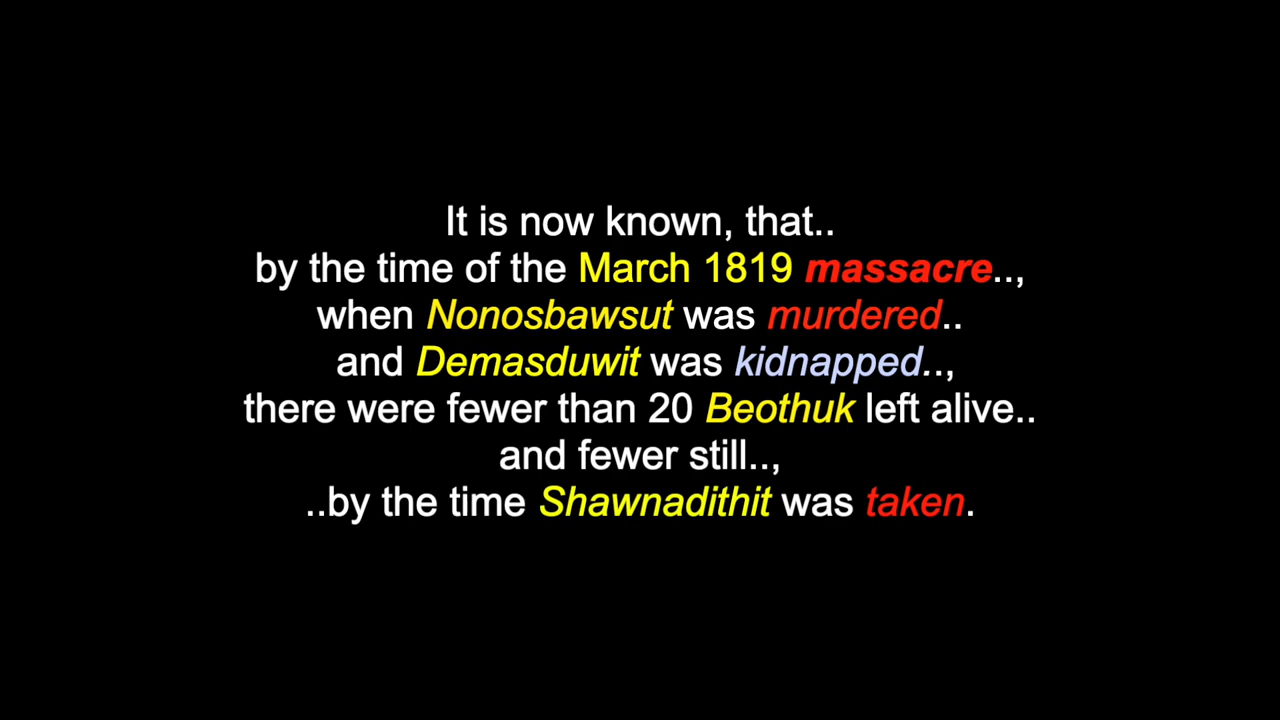 It is now known, that..
by the time of the March 1819 massacre..,
when Nonosbawsut was murdered..
and Demasduwit was kidnapped..,
there were fewer than 20 Beothuk left alive..
and fewer still..,
..by the time Shawnadithit was taken.